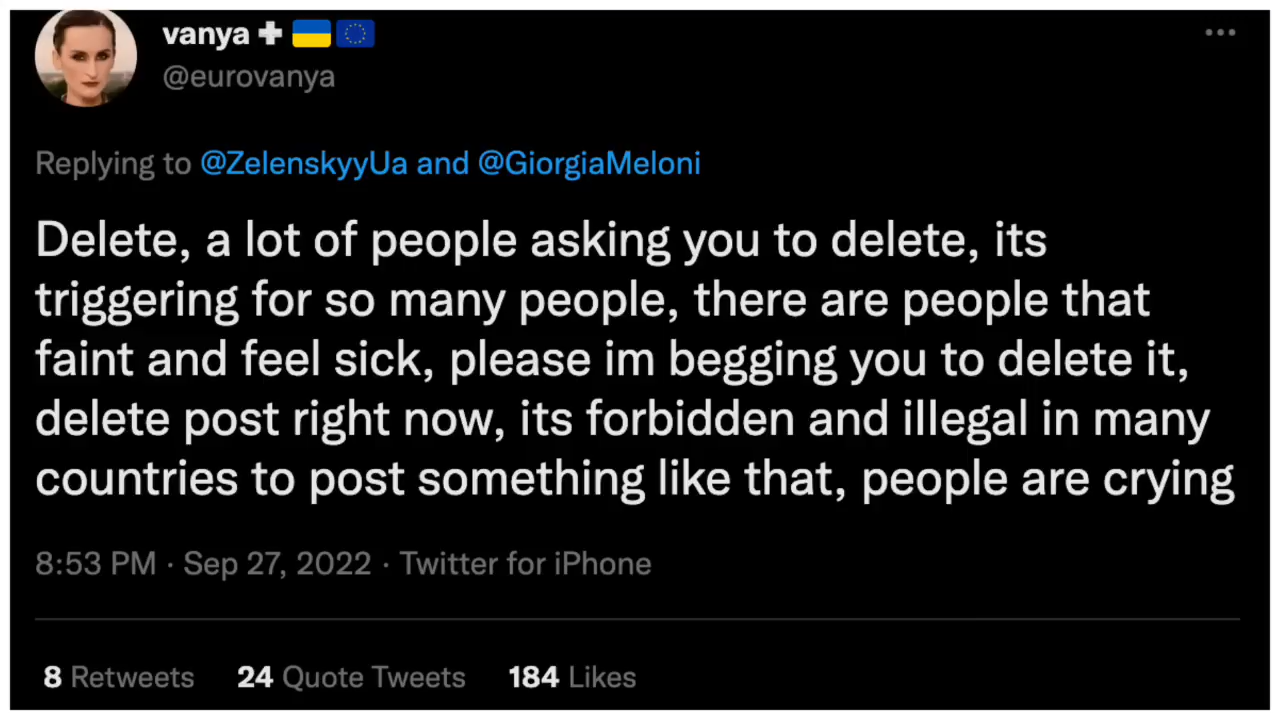 vanya
@eurovanya
Replying to @ZelenskyyUa and @GiorgiaMeloni
Delete, a lot of people asking you to delete, its
triggering for so many people, there are people that
faint and feel sick, please im begging you to delete it,
delete post right now, its forbidden and illegal in many
countries to post something like that, people are crying
8:53 PM · Sep 27, 2022 · Twitter for iPhone
8 Retweets 24 Quote Tweets 184 Likes